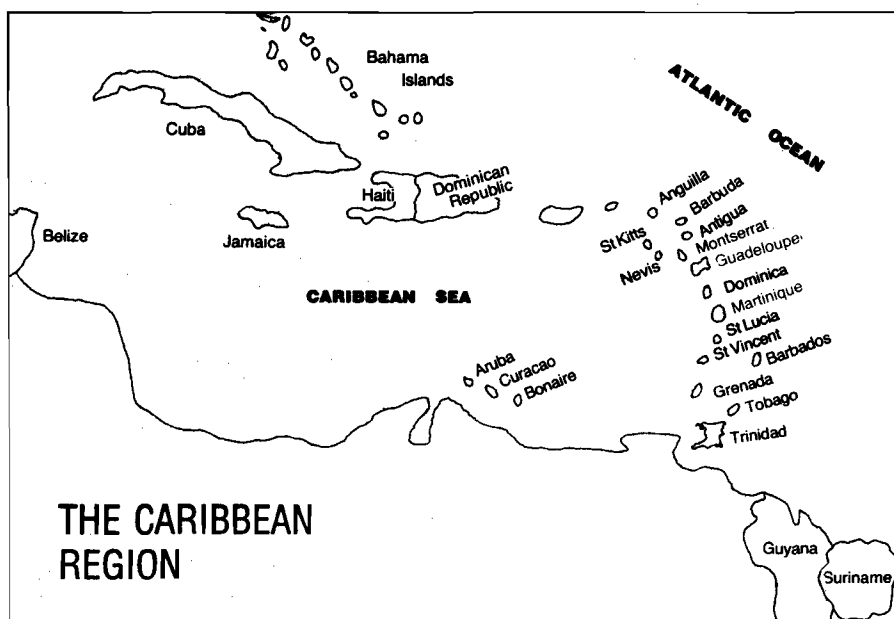 Bahama
Islands
ATLANTIC OCEAN
Cuba
Haiti
Dominican
Republic
Anguilla
Barbuda
St Kitts
Antigua
Belize
Jamaica
Montserrat
Nevis
Guadeloupe
CARIBBEAN SEA
Dominica
Martinique
St Lucia
St Vincent
Barbados
Aruba
Curacao
Bonaire
Grenada
Tobago
Trinidad
THE CARIBBEAN
REGION
Guyana
Suriname